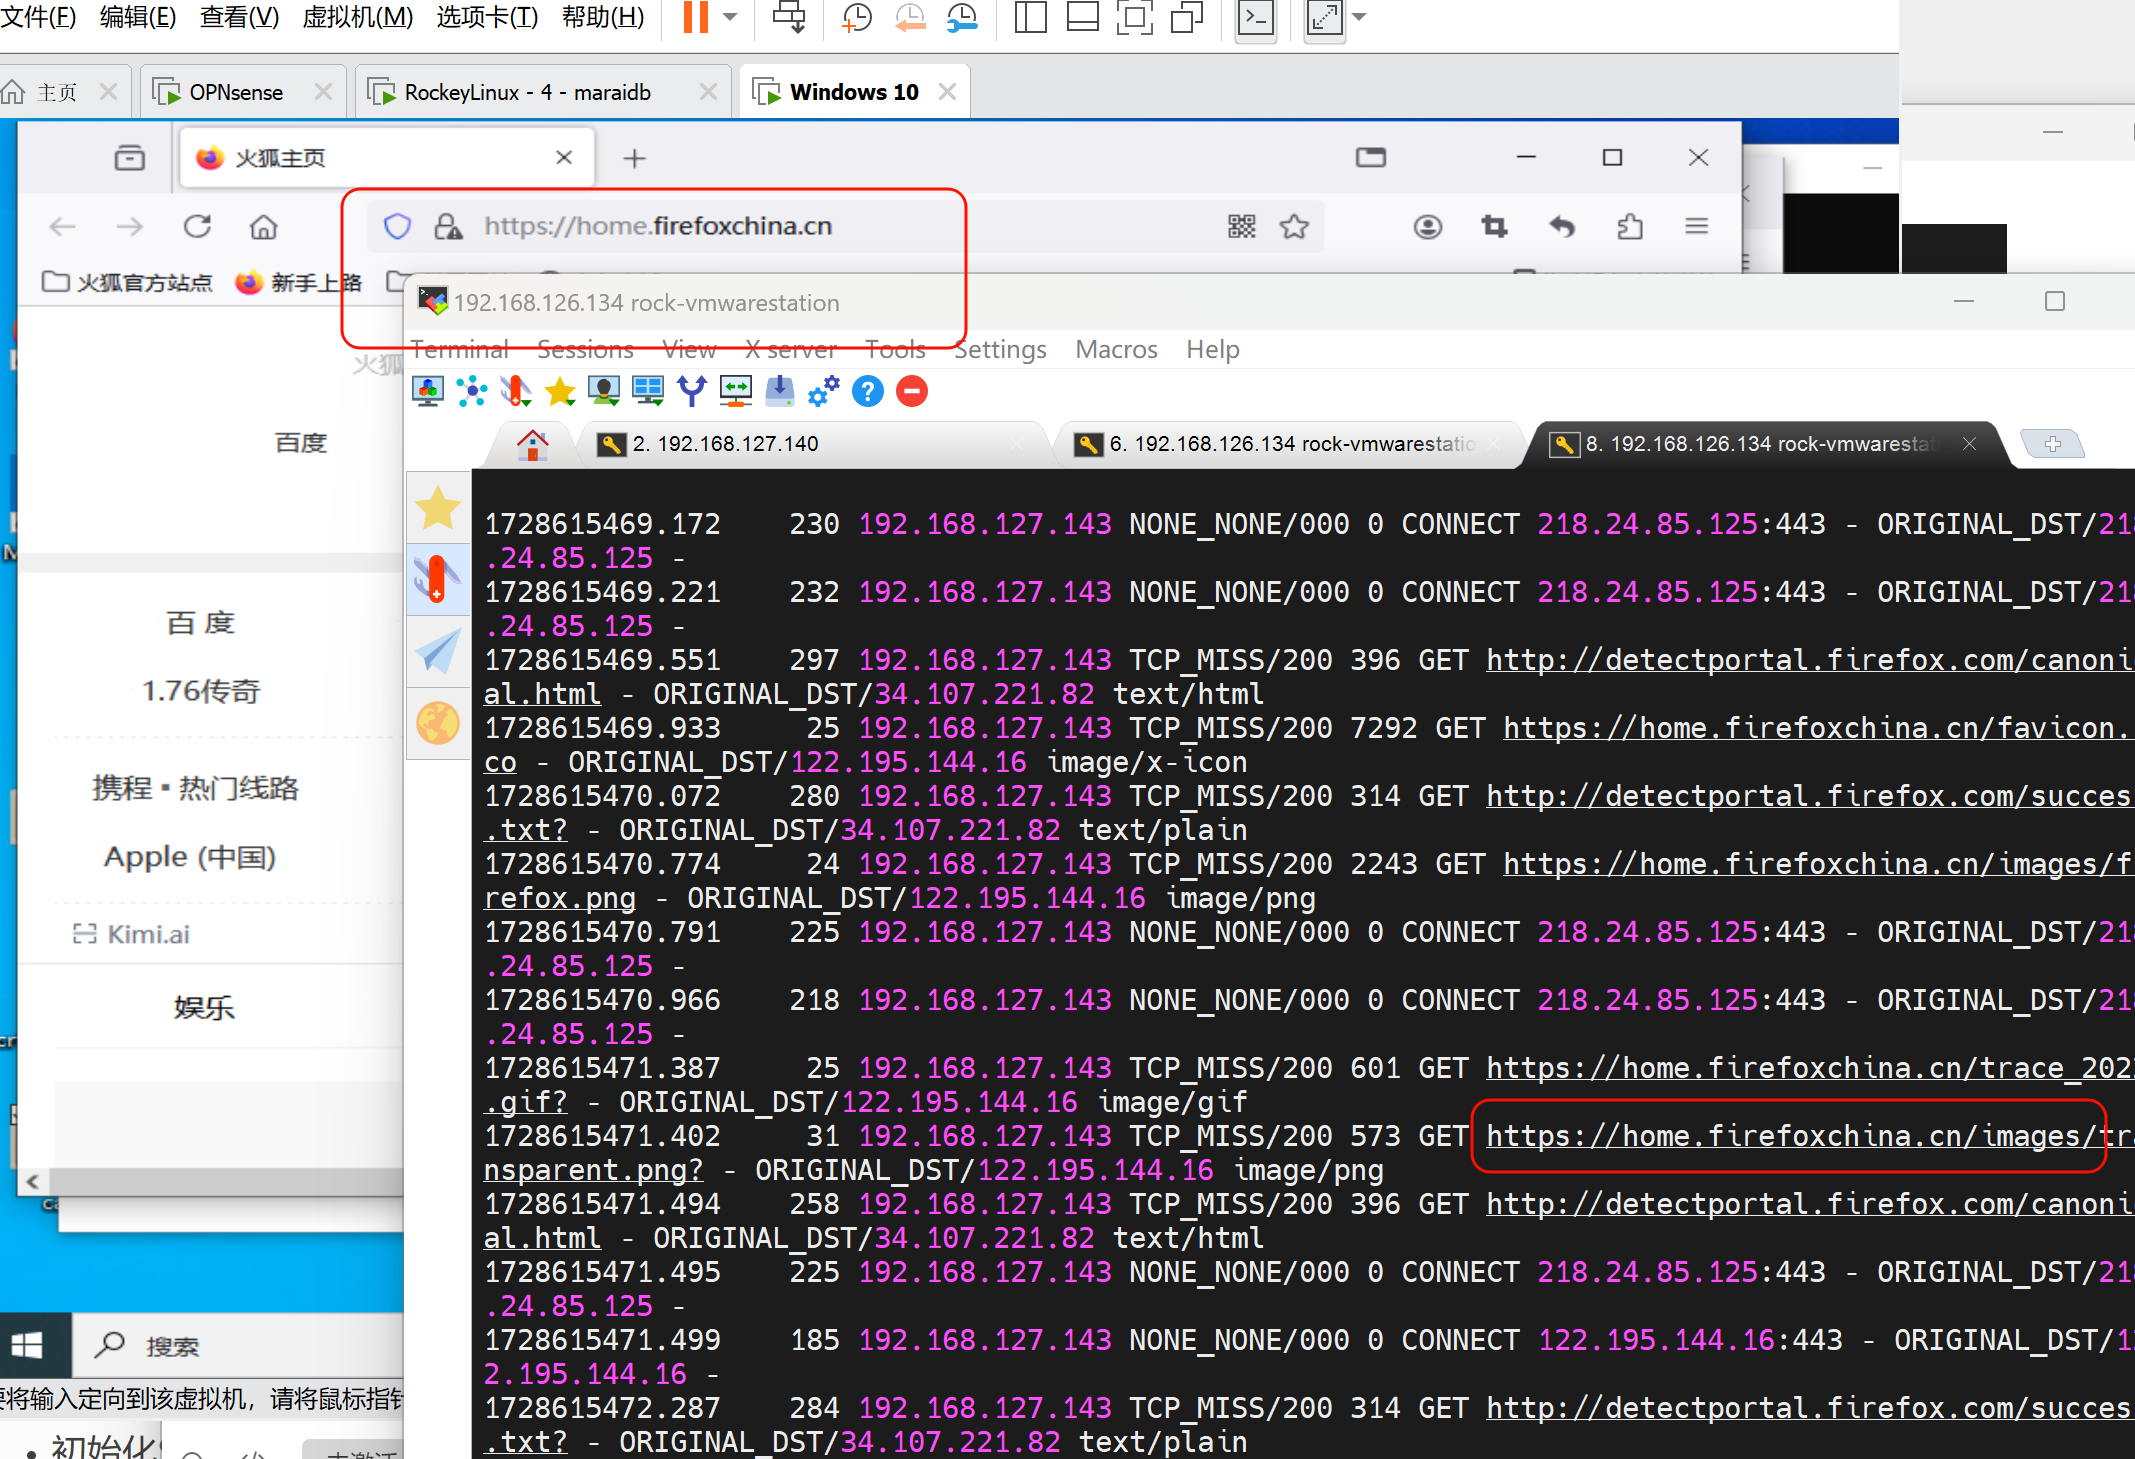 文件(F) 编辑(E) 查看(V) 虚拟机(M) 选项卡(T) 帮助(H)
主页 OPNsense RockeyLinux - 4 - maraidb Windows 10
火狐主页
https://home.firefoxchina.cn
火狐官方站点 新手上路
192.168.126.134 rock-vmwarestation
Terminal Sessions View X server Tools Settings Macros Help
火狐
百度
百 度
1.76传奇
携程 ▪ 热门线路
Apple (中国)
Kimi.ai
娱乐
2. 192.168.127.140 6. 192.168.126.134 rock-vmwarestatio 8. 192.168.126.134 rock-vmwarestat
1728615469.172 230 192.168.127.143 NONE_NONE/000 0 CONNECT 218.24.85.125:443 - ORIGINAL_DST/218
.24.85.125 -
1728615469.221 232 192.168.127.143 NONE_NONE/000 0 CONNECT 218.24.85.125:443 - ORIGINAL_DST/218
.24.85.125 -
1728615469.551 297 192.168.127.143 TCP_MISS/200 396 GET http://detectportal.firefox.com/canonic
al.html - ORIGINAL_DST/34.107.221.82 text/html
1728615469.933 25 192.168.127.143 TCP_MISS/200 7292 GET https://home.firefoxchina.cn/favicon.
co - ORIGINAL_DST/122.195.144.16 image/x-icon
1728615470.072 280 192.168.127.143 TCP_MISS/200 314 GET http://detectportal.firefox.com/succes
.txt? - ORIGINAL_DST/34.107.221.82 text/plain
1728615470.774 24 192.168.127.143 TCP_MISS/200 2243 GET https://home.firefoxchina.cn/images/f
refox.png - ORIGINAL_DST/122.195.144.16 image/png
1728615470.791 225 192.168.127.143 NONE_NONE/000 0 CONNECT 218.24.85.125:443 - ORIGINAL_DST/218
.24.85.125 -
1728615470.966 218 192.168.127.143 NONE_NONE/000 0 CONNECT 218.24.85.125:443 - ORIGINAL_DST/218
.24.85.125 -
1728615471.387 25 192.168.127.143 TCP_MISS/200 601 GET https://home.firefoxchina.cn/trace_202
.gif? - ORIGINAL_DST/122.195.144.16 image/gif
1728615471.402 31 192.168.127.143 TCP_MISS/200 573 GET https://home.firefoxchina.cn/images/tra
nsparent.png? - ORIGINAL_DST/122.195.144.16 image/png
1728615471.494 258 192.168.127.143 TCP_MISS/200 396 GET http://detectportal.firefox.com/canonic
al.html - ORIGINAL_DST/34.107.221.82 text/html
1728615471.495 225 192.168.127.143 NONE_NONE/000 0 CONNECT 218.24.85.125:443 - ORIGINAL_DST/218
.24.85.125 -
1728615471.499 185 192.168.127.143 NONE_NONE/000 0 CONNECT 122.195.144.16:443 - ORIGINAL_DST/12
2.195.144.16 -
1728615472.287 284 192.168.127.143 TCP_MISS/200 314 GET http://detectportal.firefox.com/succes
.txt? - ORIGINAL_DST/34.107.221.82 text/plain
搜索
要将输入定向到该虚拟机，请将鼠标指针
初始化